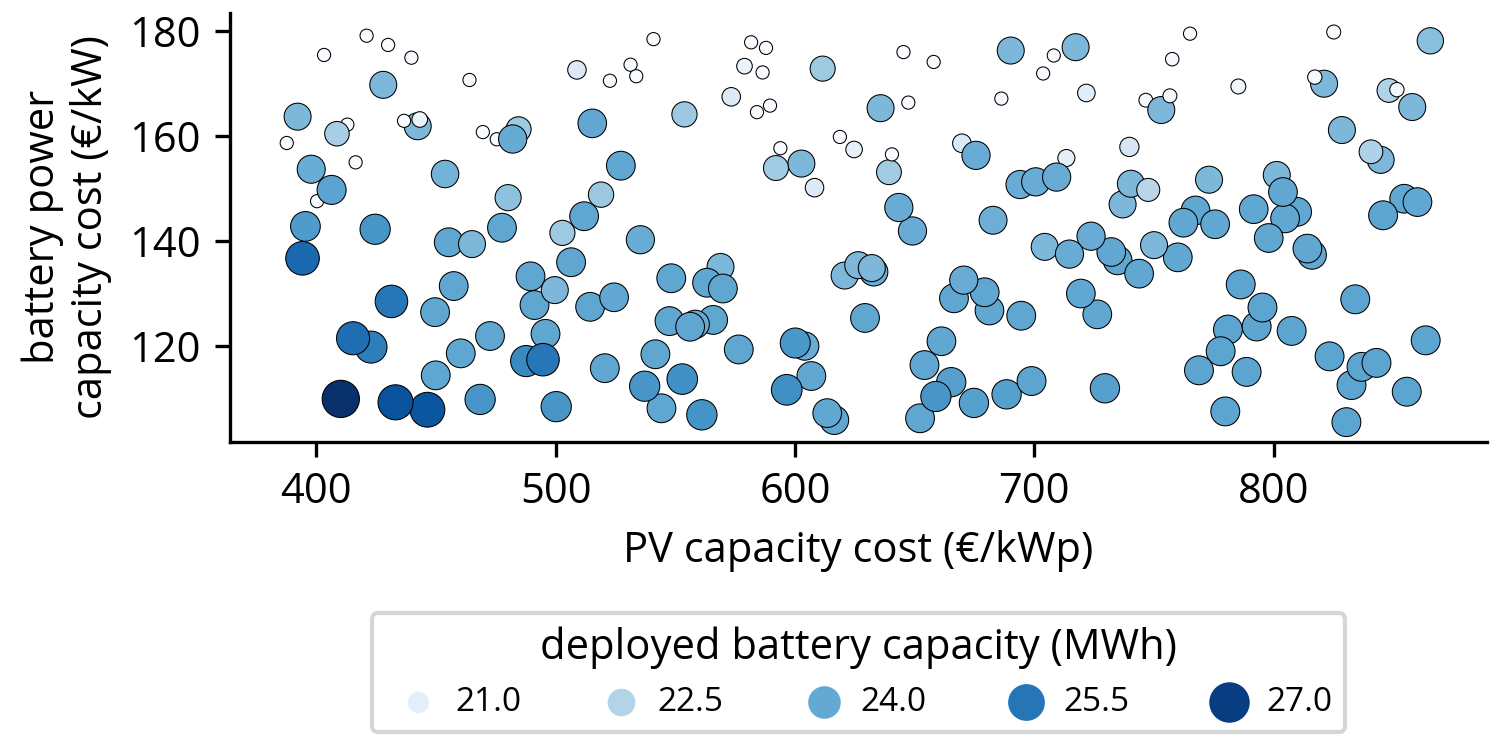 battery power
capacity cost (€/kW)
180
160
140
120
400 500 600 700 800
PV capacity cost (€/kWp)
deployed battery capacity (MWh)
21.0 22.5 24.0 25.5 27.0